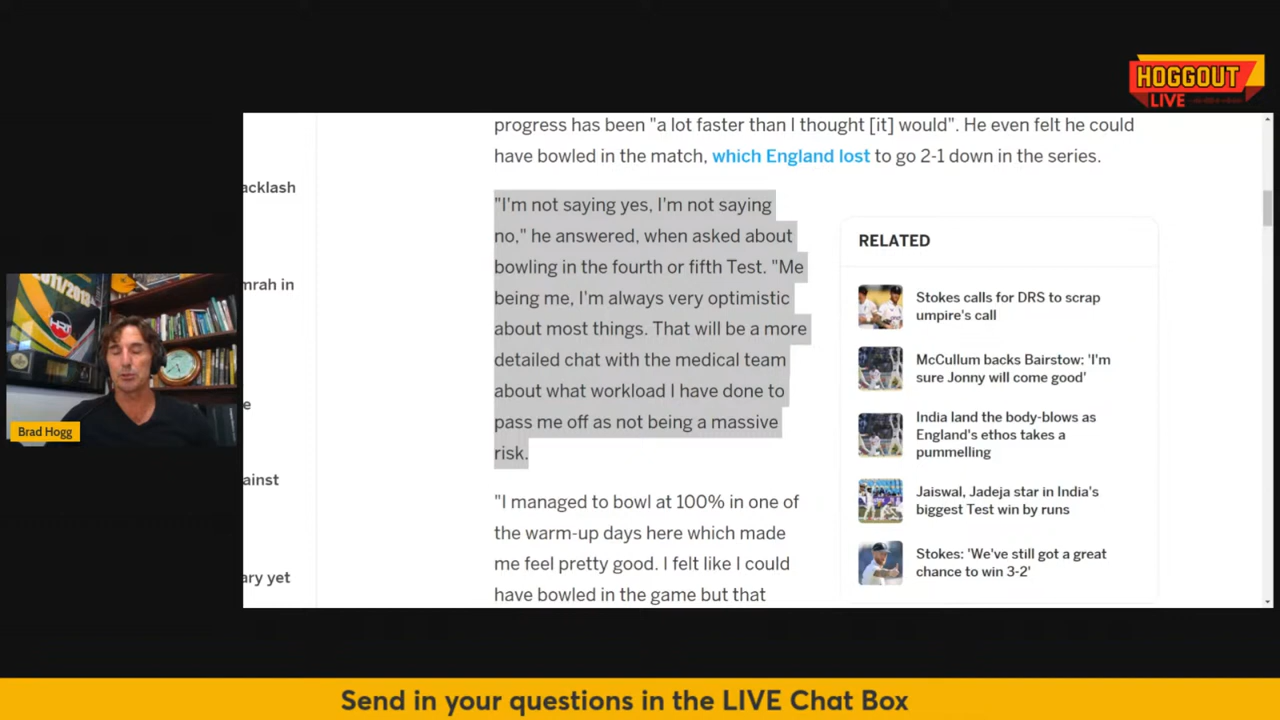 HOGGOUT
LIVE
progress has been "a lot faster than I thought [it] would". He even felt he could
have bowled in the match, which England lost to go 2-1 down in the series.
acklash
"I'm not saying yes, I'm not saying
no," he answered, when asked about
bowling in the fourth or fifth Test. "Me
being me, I'm always very optimistic
about most things. That will be a more
detailed chat with the medical team
about what workload I have done to
pass me off as not being a massive
risk.
"I managed to bowl at 100% in one of
the warm-up days here which made
me feel pretty good. I felt like I could
have bowled in the game but that
RELATED
Stokes calls for DRS to scrap
umpire's call
McCullum backs Bairstow: 'I'm
sure Jonny will come good'
India land the body-blows as
England's ethos takes a
pummelling
Jaiswal, Jadeja star in India's
biggest Test win by runs
Stokes: 'We've still got a great
chance to win 3-2'
mrah in
e
ainst
ary yet
2011/2012
Brad Hogg
Send in your questions in the LIVE Chat Box